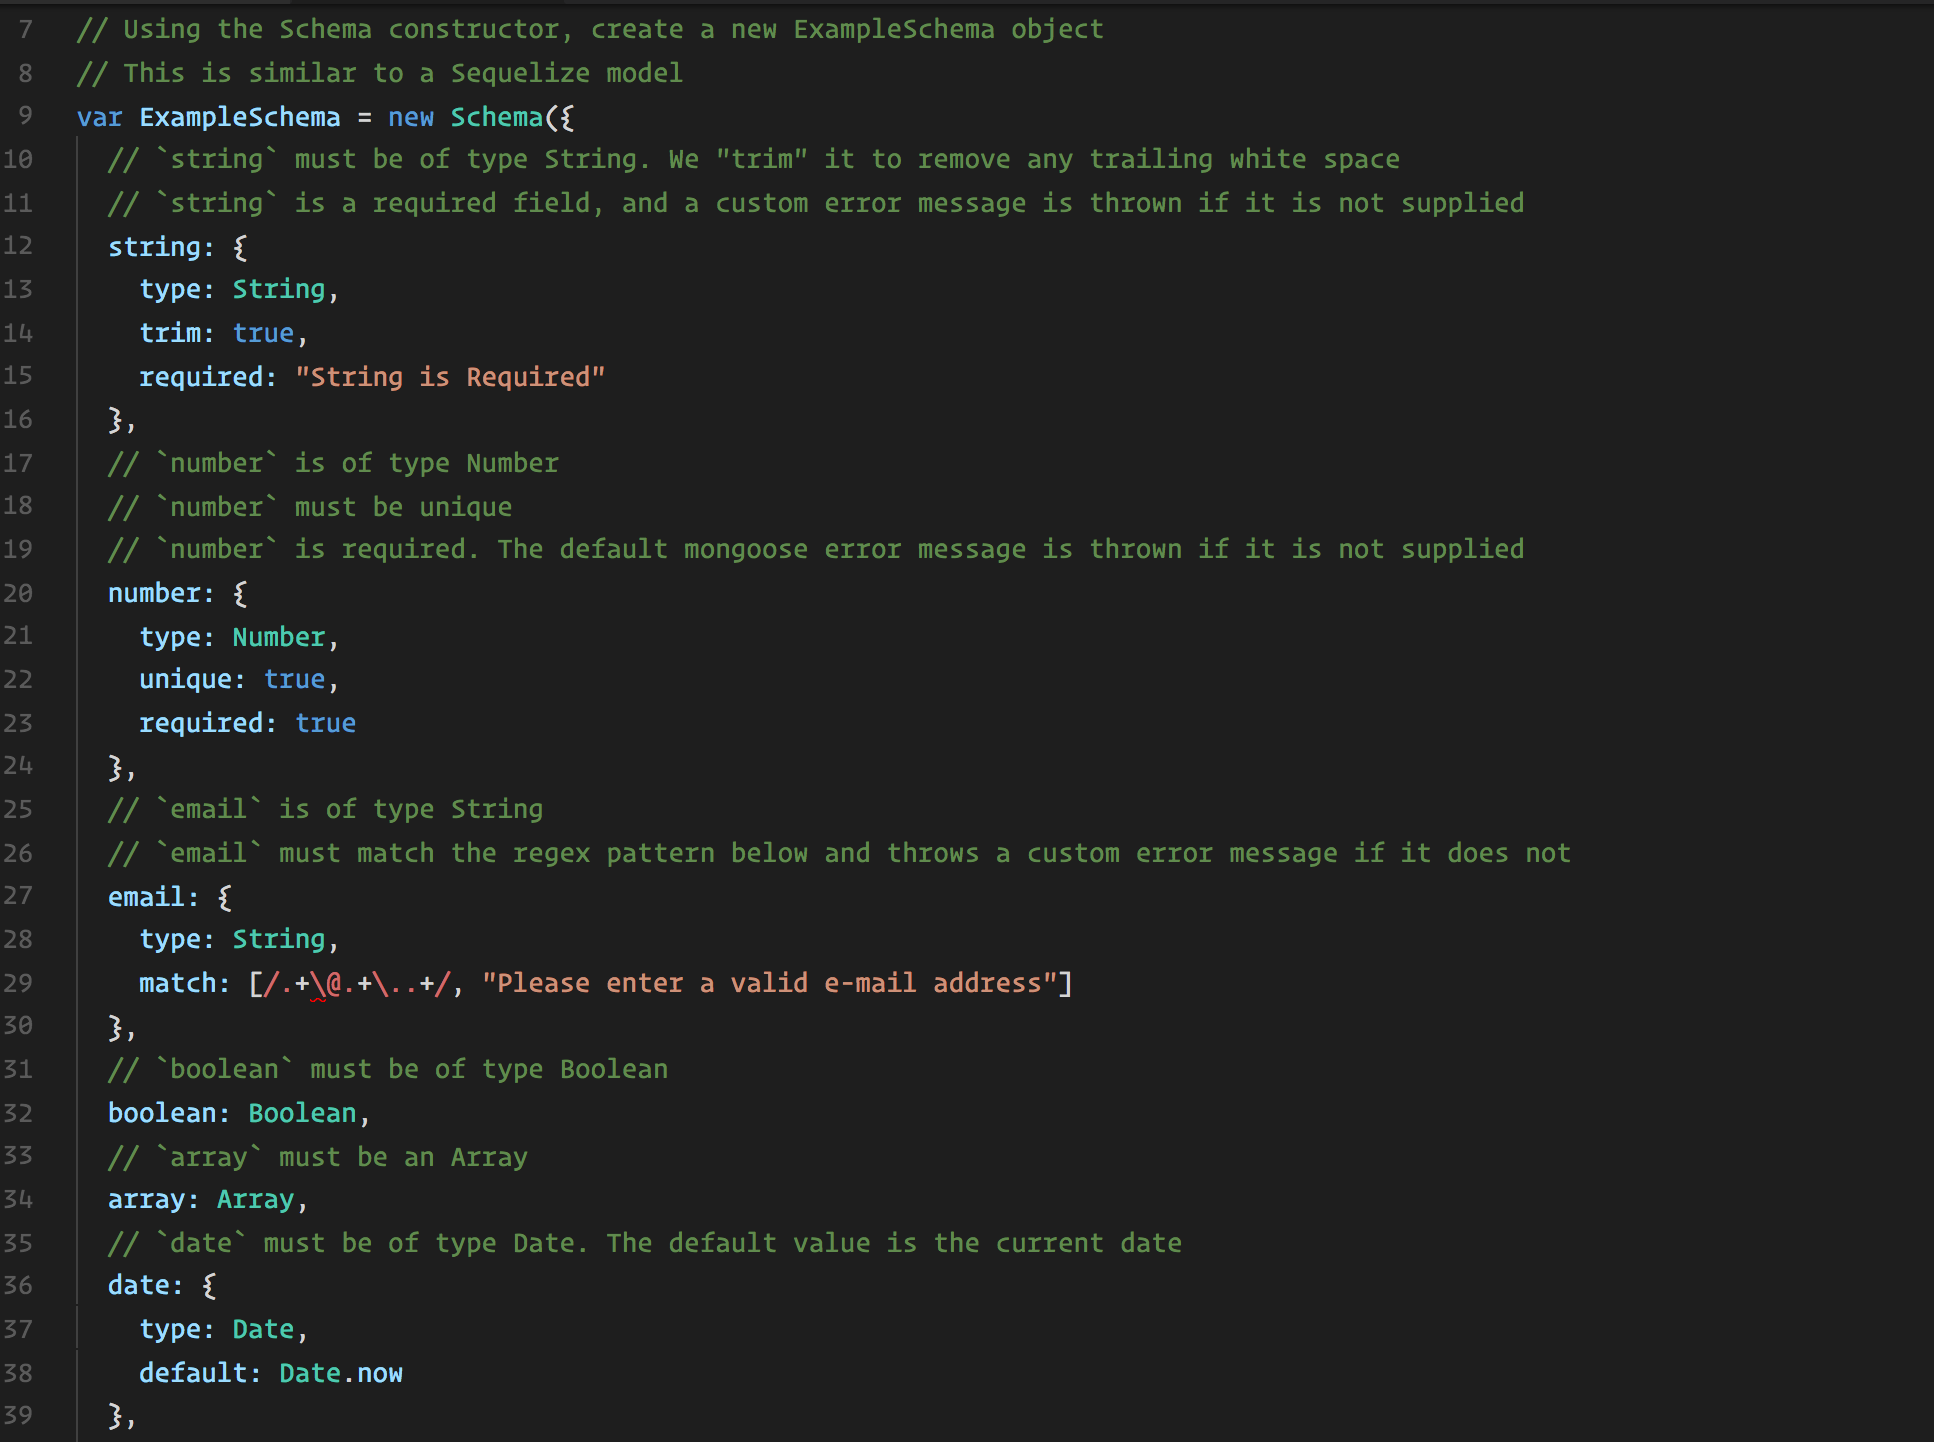 7 // Using the Schema constructor, create a new ExampleSchema object
8 // This is similar to a Sequelize model
9 var ExampleSchema = new Schema({
10 // `string` must be of type String. We "trim" it to remove any trailing white space
11 // `string` is a required field, and a custom error message is thrown if it is not supplied
12 string: {
13 type: String,
14 trim: true,
15 required: "String is Required"
16 },
17 // `number` is of type Number
18 // `number` must be unique
19 // `number` is required. The default mongoose error message is thrown if it is not supplied
20 number: {
21 type: Number,
22 unique: true,
23 required: true
24 },
25 // `email` is of type String
26 // `email` must match the regex pattern below and throws a custom error message if it does not
27 email: {
28 type: String,
29 match: [/.+\@.+\..+/, "Please enter a valid e-mail address"]
30 },
31 // `boolean` must be of type Boolean
32 boolean: Boolean,
33 // `array` must be an Array
34 array: Array,
35 // `date` must be of type Date. The default value is the current date
36 date: {
37 type: Date,
38 default: Date.now
39 },